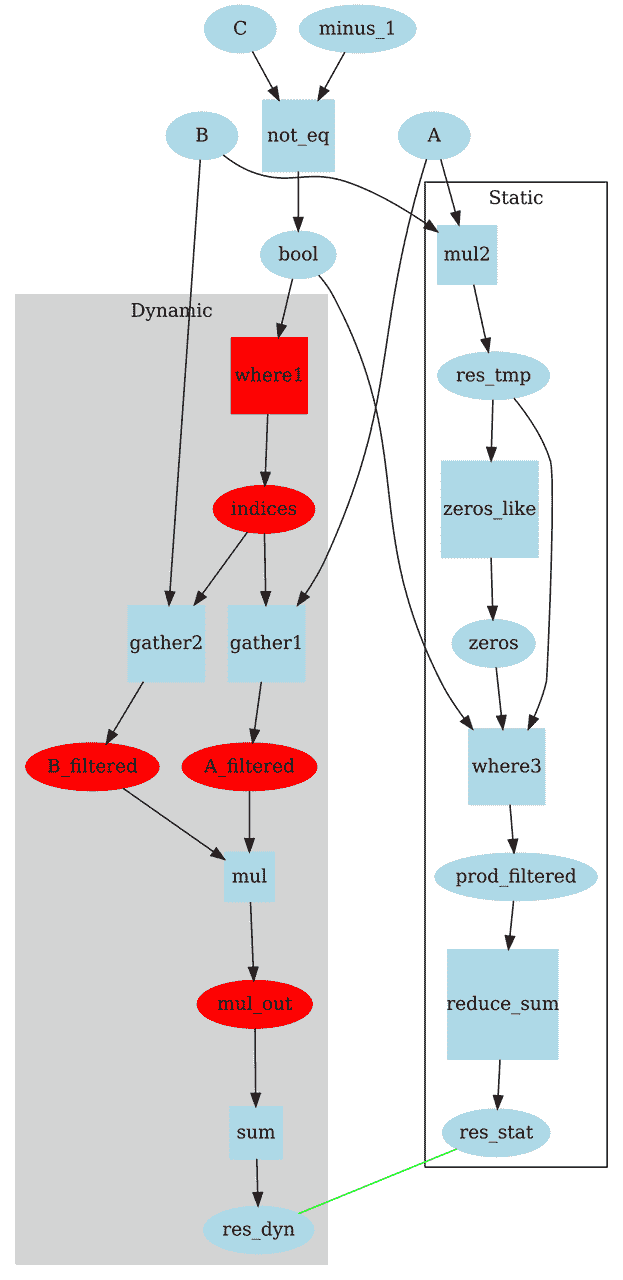 C
minus_1
B
not_eq
A
Static
mul2
bool
Dynamic
where1
res_tmp
indices
zeros_like
gather2
gather1
zeros
B_filtered
A_filtered
where3
mul
prod_filtered
mul_out
reduce_sum
sum
res_stat
res_dyn